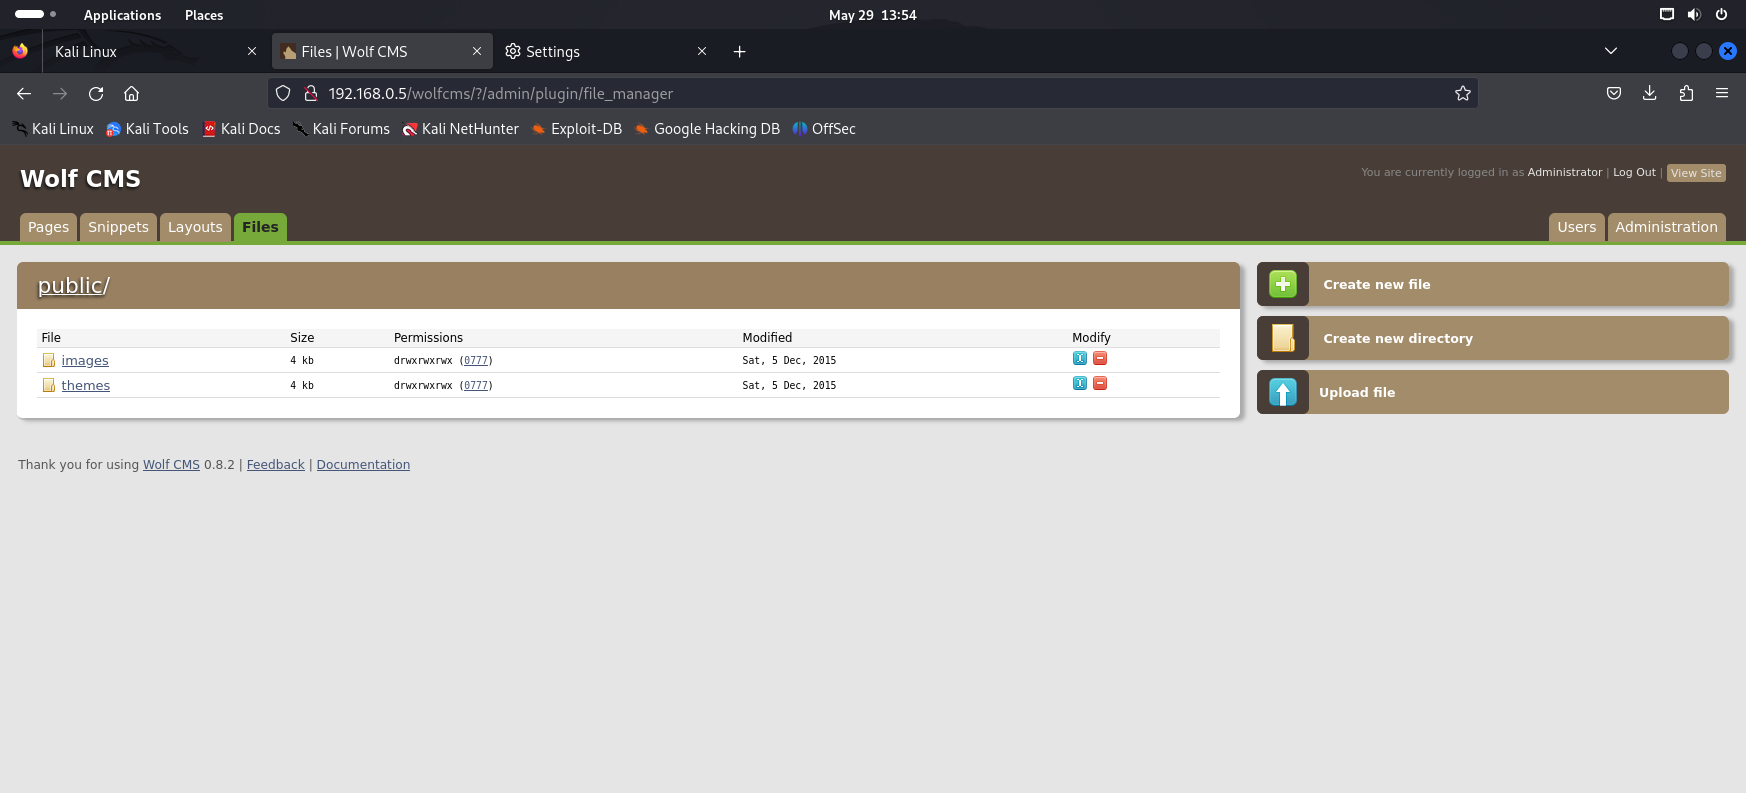 Applications Places May 29 13:54
Kali Linux Files | Wolf CMS Settings
192.168.0.5/wolfcms/?/admin/plugin/file_manager
Kali Linux Kali Tools Kali Docs Kali Forums Kali NetHunter Exploit-DB Google Hacking DB OffSec
Wolf CMS
You are currently logged in as Administrator | Log Out | View Site
Pages Snippets Layouts Files Users Administration
public/
File Size Permissions Modified Modify
images 4 kb drwxrwxrwx (0777) Sat, 5 Dec, 2015
themes 4 kb drwxrwxrwx (0777) Sat, 5 Dec, 2015
Create new file
Create new directory
Upload file
Thank you for using Wolf CMS 0.8.2 | Feedback | Documentation